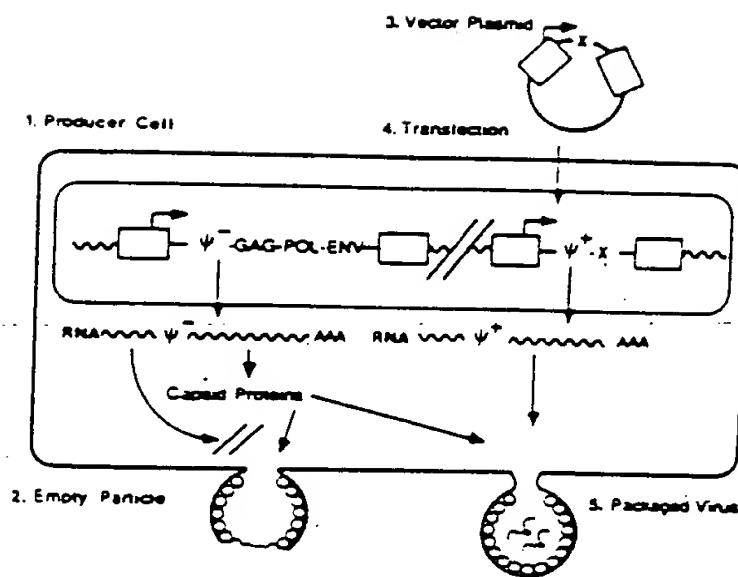 3. Vector Plasmid
X
1. Producer Cell
4. Transfection
Ψ⁻-GAG-POL-ENV
Ψ⁺-X
RNA Ψ⁻ AAA
RNA Ψ⁺ AAA
Capsid Proteins
2. Empty Particle
5. Packaged Virus